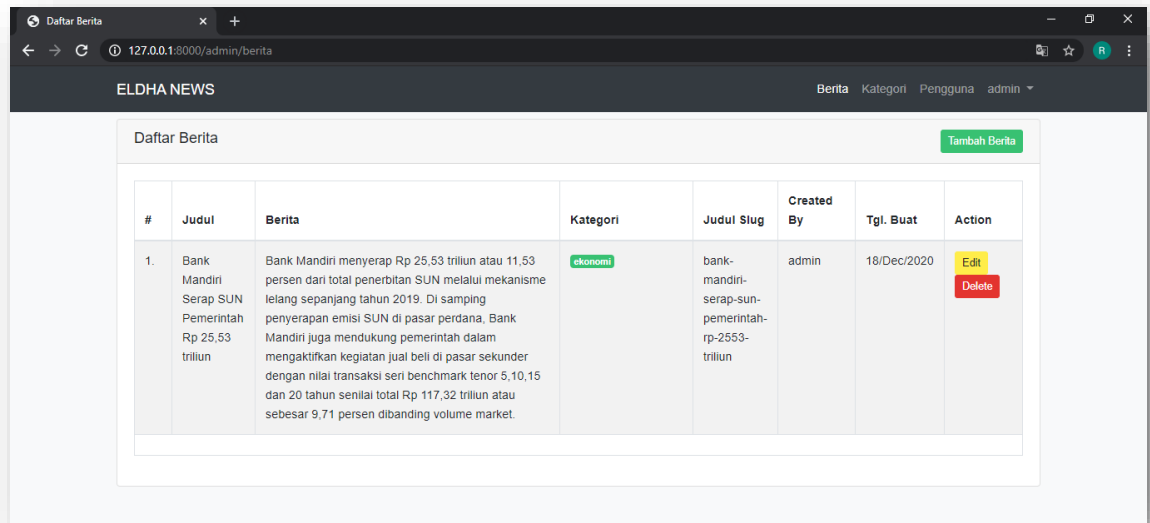 Daftar Berita
127.0.0.1:8000/admin/berita
R
ELDHA NEWS
Berita Kategori Pengguna admin
Daftar Berita
Tambah Berita
# Judul Berita Kategori Judul Slug Created By Tgl. Buat Action
1.
Bank
Mandiri
Serap SUN
Pemerintah
Rp 25,53
triliun
Bank Mandiri menyerap Rp 25,53 triliun atau 11,53
persen dari total penerbitan SUN melalui mekanisme
lelang sepanjang tahun 2019. Di samping
penyerapan emisi SUN di pasar perdana, Bank
Mandiri juga mendukung pemerintah dalam
mengaktifkan kegiatan jual beli di pasar sekunder
dengan nilai transaksi seri benchmark tenor 5,10,15
dan 20 tahun senilai total Rp 117,32 triliun atau
sebesar 9,71 persen dibanding volume market.
ekonomi
bank-
mandiri-
serap-sun-
pemerintah-
rp-2553-
triliun
admin
18/Dec/2020
Edit
Delete